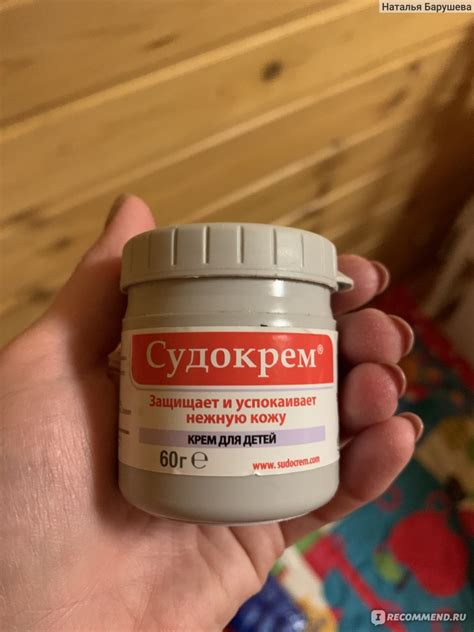 Наталья Барушева
Судокрем®
Защищает и успокаивает
нежную кожу
КРЕМ ДЛЯ ДЕТЕЙ
60г ℮
www.sudocrem.com
I RECOMMEND.RU